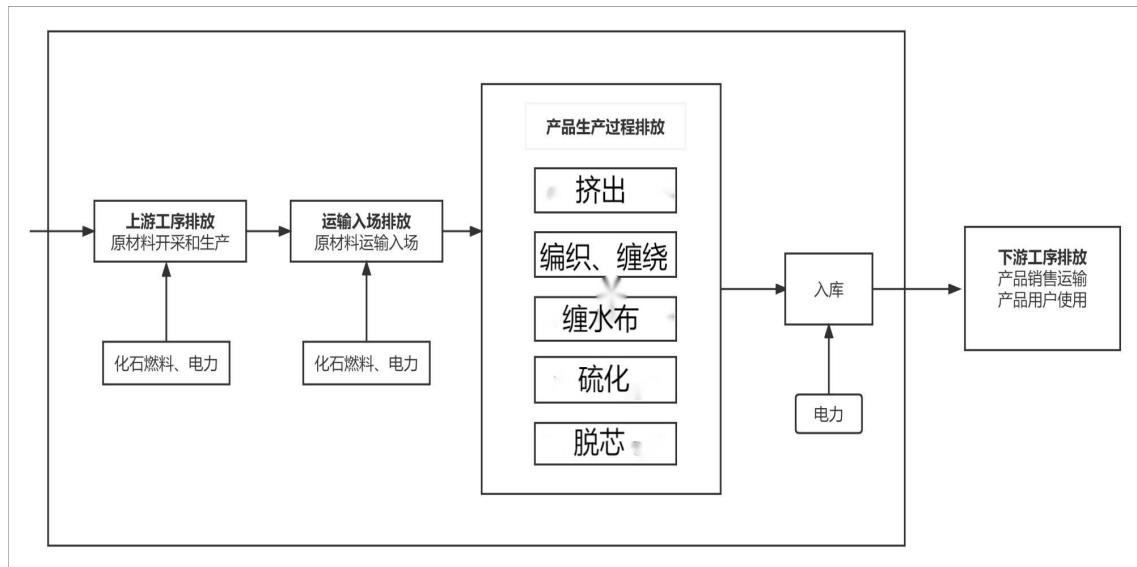 上游工序排放
原材料开采和生产
化石燃料、电力
运输入场排放
原材料运输入场
化石燃料、电力
产品生产过程排放
挤出
编织、缠绕
缠水布
硫化
脱芯
入库
电力
下游工序排放
产品销售运输
产品用户使用